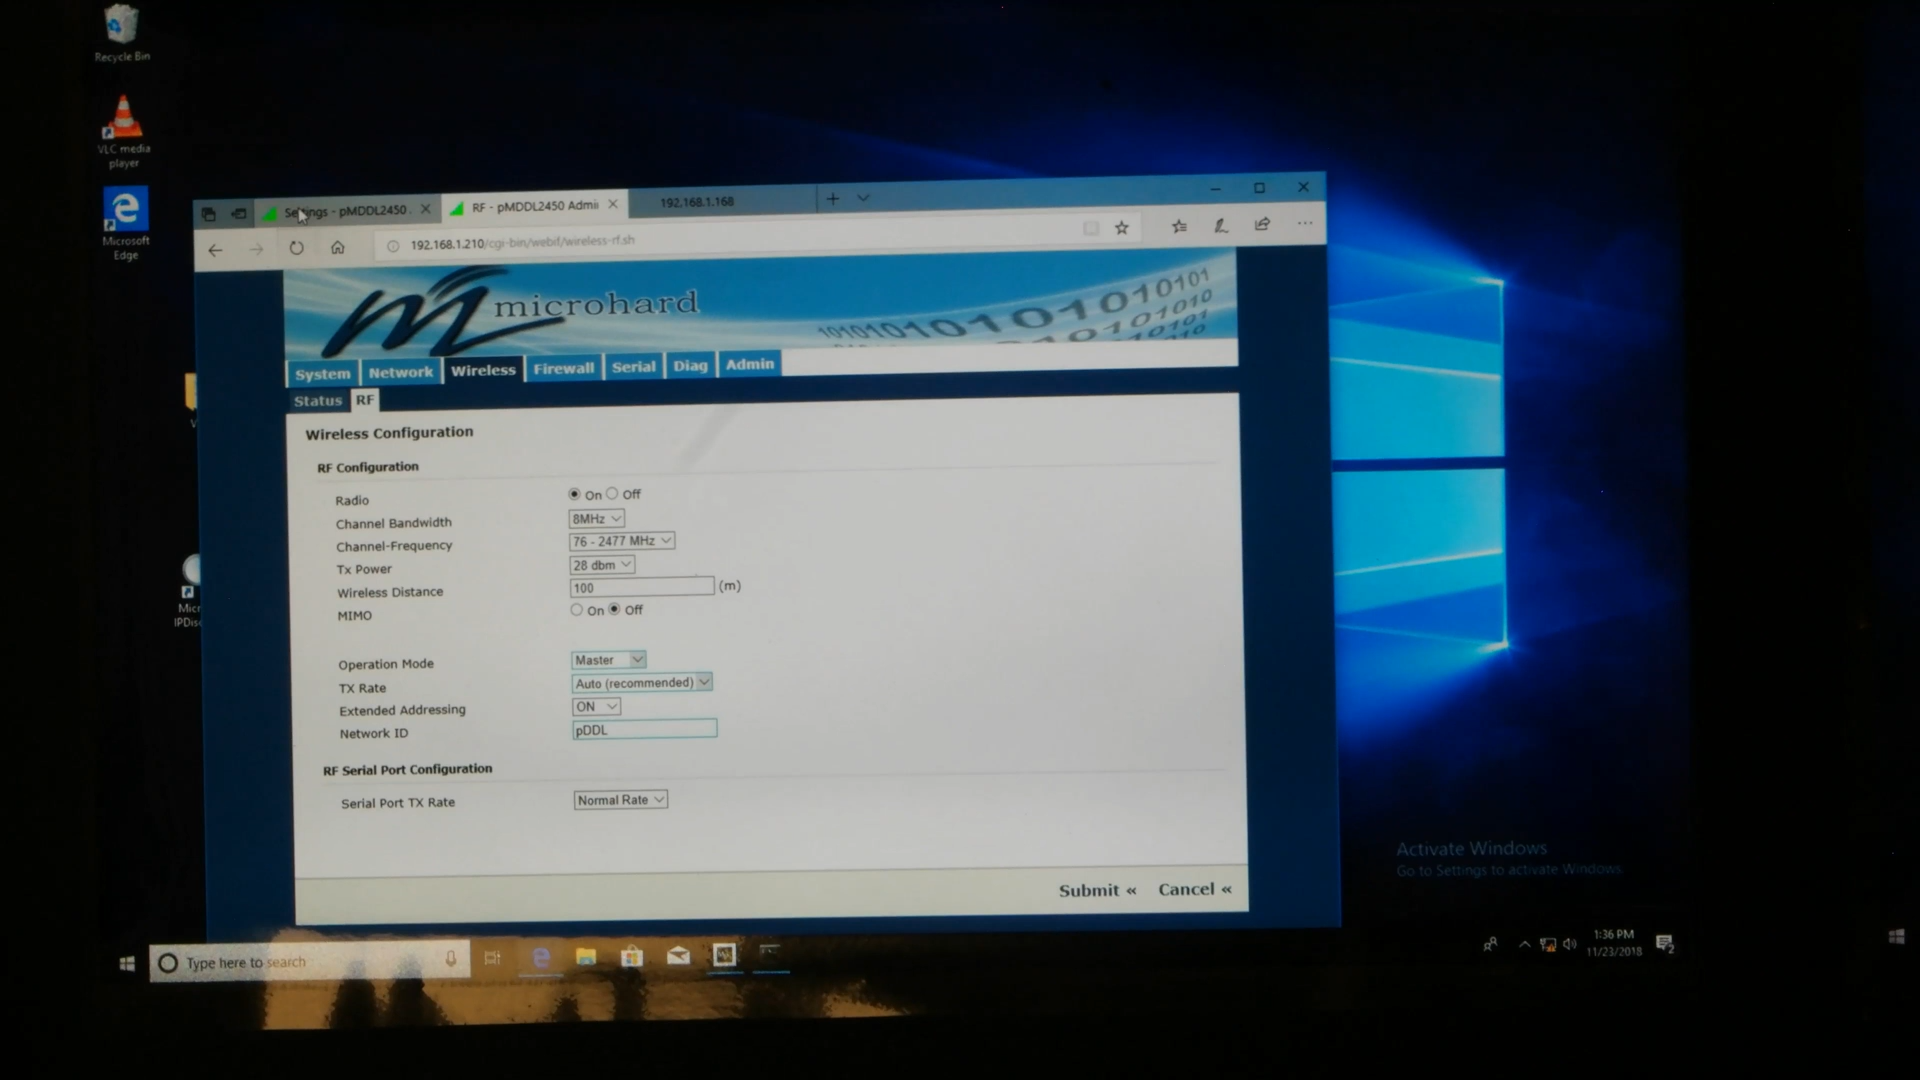 Recycle Bin
VLC media
player
Microsoft
Edge
Micr
IPDisc
Settings - pMDDL2450
RF - pMDDL2450 Admi
192.168.1.168
192.168.1.210/cgi-bin/webif/wireless-rf.sh
microhard
101010101010101010101
System Network Wireless Firewall Serial Diag Admin
Status RF
Wireless Configuration
RF Configuration
Radio On Off
Channel Bandwidth 8MHz
Channel-Frequency 76 - 2477 MHz
Tx Power 28 dbm
Wireless Distance 100 (m)
MIMO On Off
Operation Mode Master
TX Rate Auto (recommended)
Extended Addressing ON
Network ID pDDL
RF Serial Port Configuration
Serial Port TX Rate Normal Rate
Submit « Cancel «
Activate Windows
Go to Settings to activate Windows.
Type here to search
1:36 PM
11/23/2018